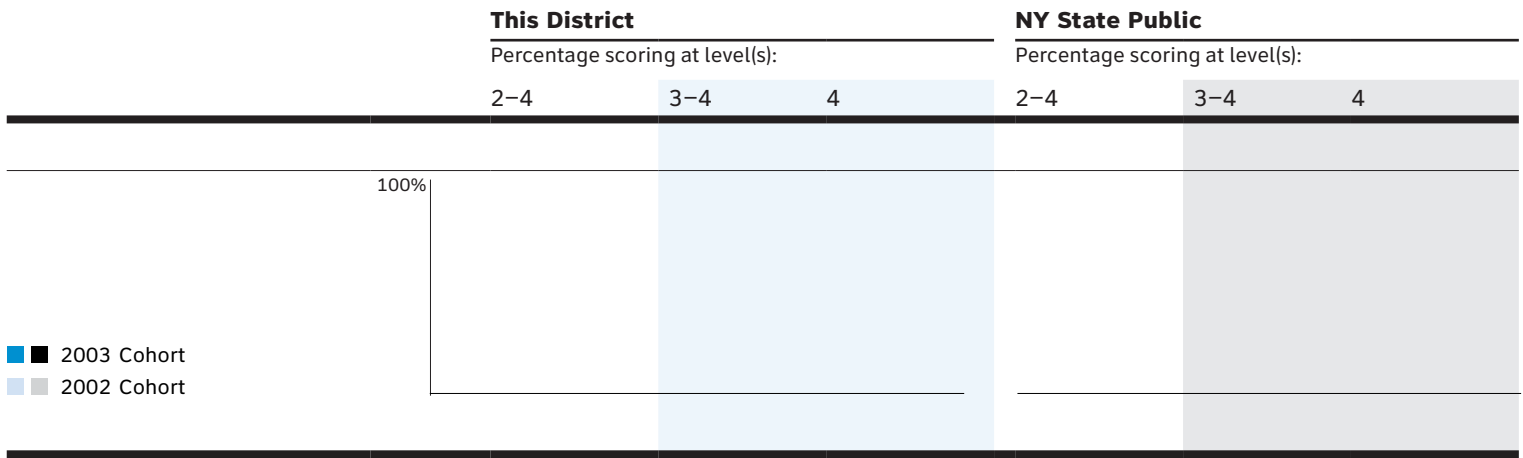 This District NY State Public
Percentage scoring at level(s): Percentage scoring at level(s):
2–4 3–4 4 2–4 3–4 4
100%
2003 Cohort
2002 Cohort